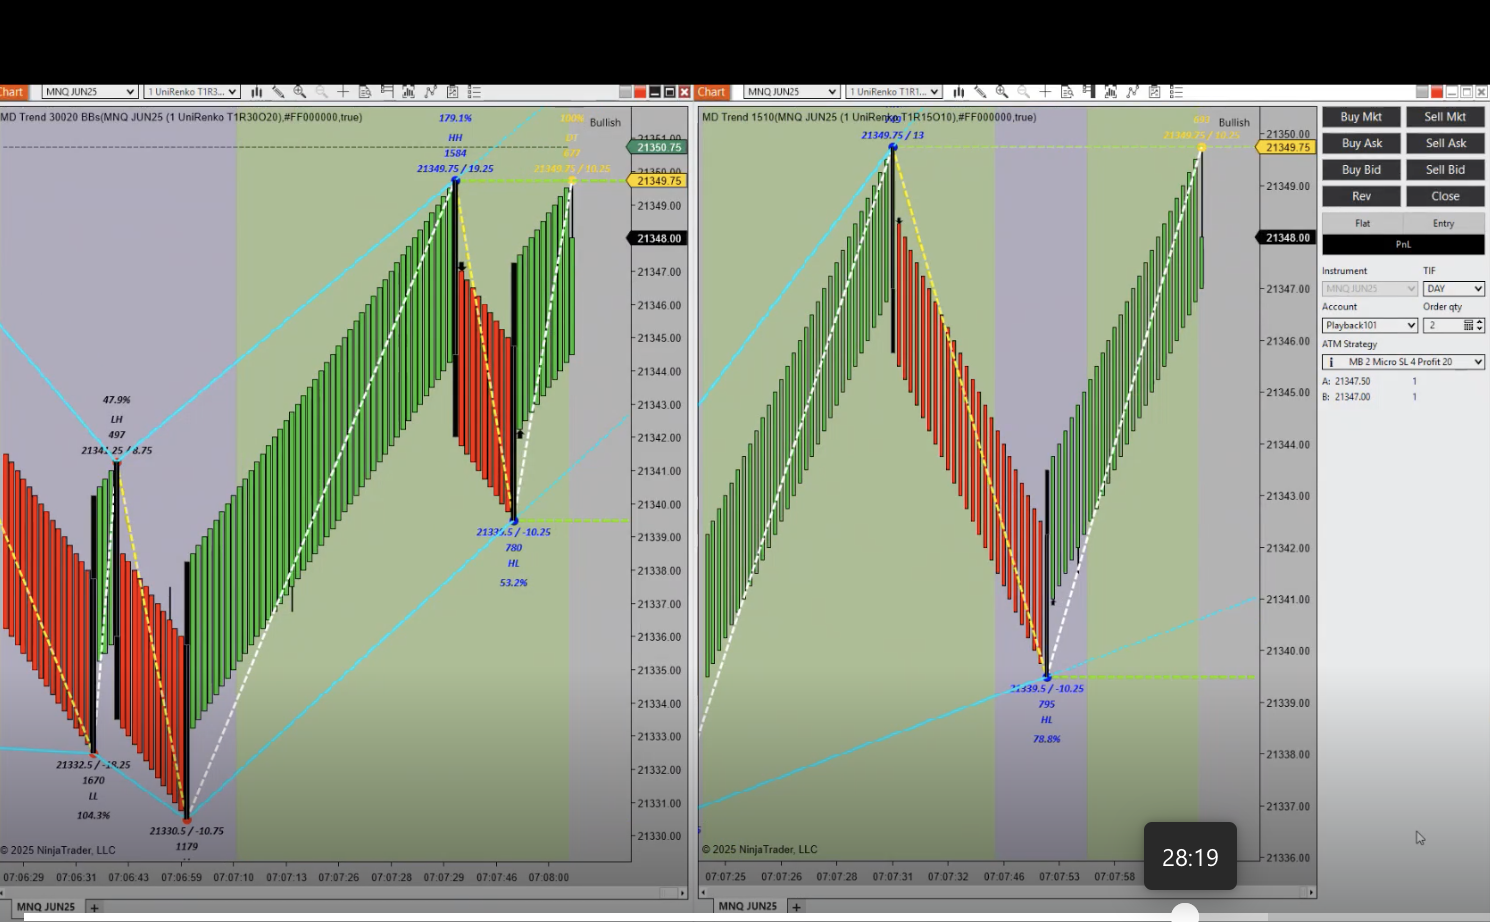 Chart
MNQ JUN25
1 UniRenko T1R3...
Chart
MNQ JUN25
1 UniRenko T1R1...
MD Trend 30020 BBs(MNQ JUN25 (1 UniRenko T1R30O20),#FF000000,true)
Bullish
179.1%
HH
1584
21349.75 / 19.25
100%
DT
677
21349.75 / 10.25
47.9%
LH
497
21341.25 / 8.75
21339.5 / -10.25
780
HL
53.2%
21332.5 / -18.25
1670
LL
104.3%
21330.5 / -10.75
1179
© 2025 NinjaTrader, LLC
21351.00
21350.75
21350.00
21349.75
21349.00
21348.00
21347.00
21346.00
21345.00
21344.00
21343.00
21342.00
21341.00
21340.00
21339.00
21338.00
21337.00
21336.00
21335.00
21334.00
21333.00
21332.00
21331.00
21330.00
07:06:29
07:06:31
07:06:43
07:06:59
07:07:10
07:07:13
07:07:26
07:07:28
07:07:29
07:07:46
07:08:00
MNQ JUN25
+
MD Trend 1510(MNQ JUN25 (1 UniRenko T1R15O10),#FF000000,true)
Bullish
21349.75 / 13
693
21349.75 / 10.25
21339.5 / -10.25
795
HL
78.8%
© 2025 NinjaTrader, LLC
21350.00
21349.75
21349.00
21348.00
21347.00
21346.00
21345.00
21344.00
21343.00
21342.00
21341.00
21340.00
21339.00
21338.00
21337.00
21336.00
07:07:25
07:07:26
07:07:28
07:07:31
07:07:32
07:07:46
07:07:53
07:07:58
MNQ JUN25
+
Buy Mkt
Sell Mkt
Buy Ask
Sell Ask
Buy Bid
Sell Bid
Rev
Close
Flat
Entry
PnL
Instrument
TIF
MNQ JUN25
DAY
Account
Order qty
Playback101
2
ATM Strategy
MB 2 Micro SL 4 Profit 20
A: 21347.50 1
B: 21347.00 1
28:19